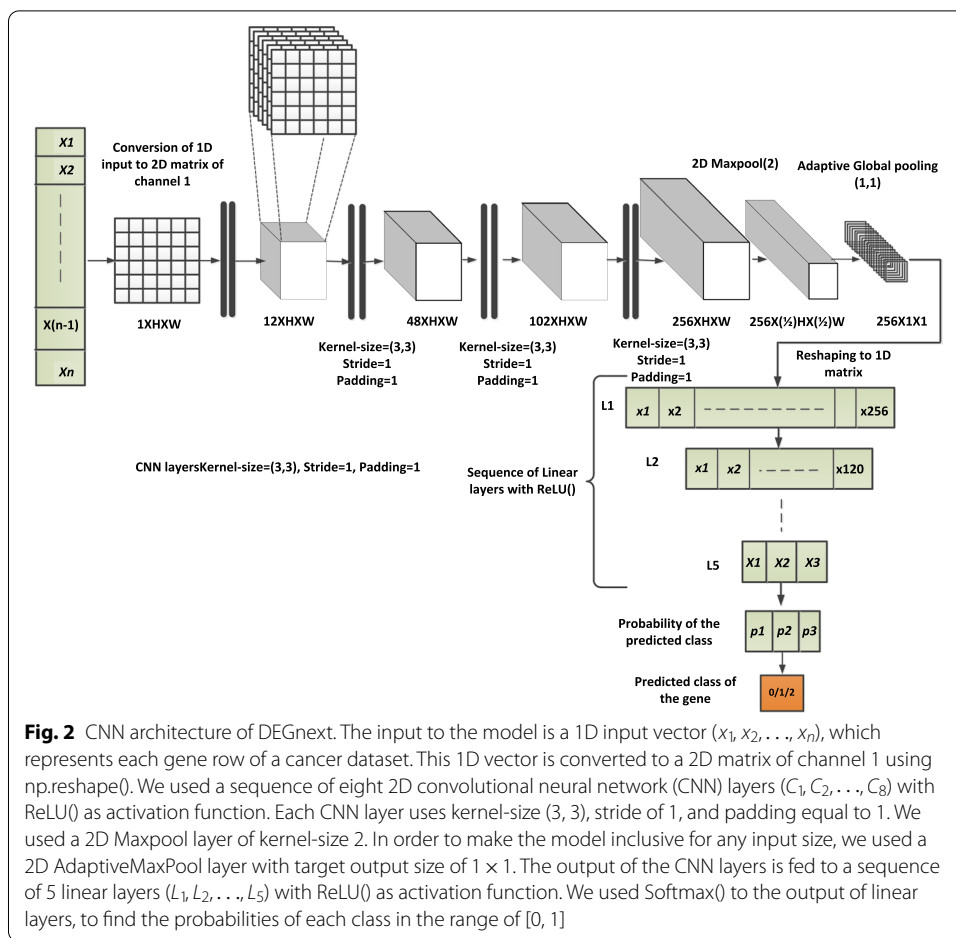 X1
X2
X(n-1)
Xn
Conversion of 1D
input to 2D matrix of
channel 1
1XHXW
12XHXW
48XHXW
Kernel-size=(3,3)
Stride=1
Padding=1
102XHXW
Kernel-size=(3,3)
Stride=1
Padding=1
256XHXW
Kernel-size=(3,3)
Stride=1
Padding=1
2D Maxpool(2)
256X(½)HX(½)W
Adaptive Global pooling
(1,1)
256X1X1
Reshaping to 1D
matrix
L1
x1 x2 x256
L2
x1 x2 x120
CNN layersKernel-size=(3,3), Stride=1, Padding=1
Sequence of Linear
layers with ReLU()
L5
X1 X2 X3
Probability of the
predicted class
p1 p2 p3
Predicted class of
the gene
0/1/2
Fig. 2 CNN architecture of DEGnext. The input to the model is a 1D input vector (x₁, x₂, . . . , xₙ), which
represents each gene row of a cancer dataset. This 1D vector is converted to a 2D matrix of channel 1 using
np.reshape(). We used a sequence of eight 2D convolutional neural network (CNN) layers (C₁, C₂, . . . , C₈) with
ReLU() as activation function. Each CNN layer uses kernel-size (3, 3), stride of 1, and padding equal to 1. We
used a 2D Maxpool layer of kernel-size 2. In order to make the model inclusive for any input size, we used a
2D AdaptiveMaxPool layer with target output size of 1 × 1. The output of the CNN layers is fed to a sequence
of 5 linear layers (L₁, L₂, . . . , L₅) with ReLU() as activation function. We used Softmax() to the output of linear
layers, to find the probabilities of each class in the range of [0, 1]